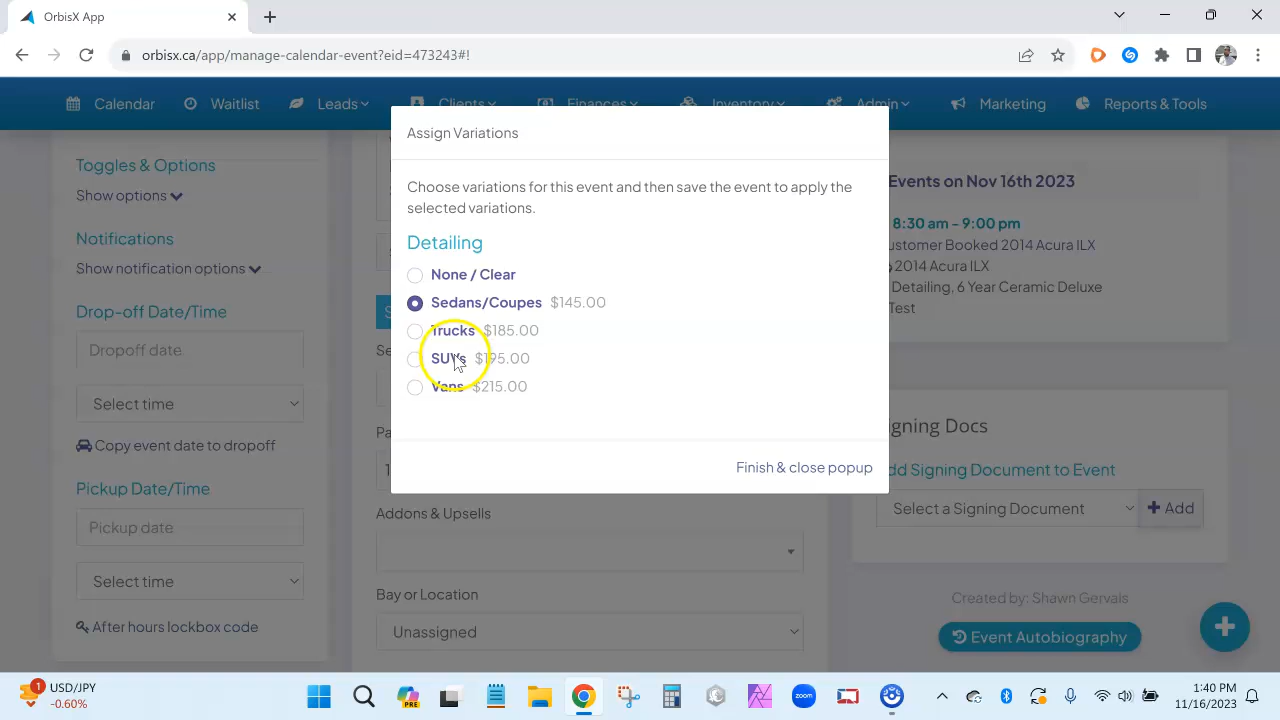 OrbisX App
orbisx.ca/app/manage-calendar-event?eid=473243#!
Calendar
Waitlist
Leads
Clients
Finances
Inventory
Admin
Marketing
Reports & Tools
Assign Variations
Choose variations for this event and then save the event to apply the
selected variations.
Detailing
None / Clear
Sedans/Coupes $145.00
Trucks $185.00
SUVs $195.00
Vans $215.00
Finish & close popup
Toggles & Options
Show options
Notifications
Show notification options
Drop-off Date/Time
Dropoff date
Select time
Copy event date to dropoff
Pickup Date/Time
Pickup date
Select time
After hours lockbox code
Addons & Upsells
Bay or Location
Unassigned
Events on Nov 16th 2023
8:30 am - 9:00 pm
ustomer Booked 2014 Acura ILX
2014 Acura ILX
Detailing, 6 Year Ceramic Deluxe
Test
gning Docs
dd Signing Document to Event
Select a Signing Document
Add
Created by: Shawn Gervais
Event Autobiography
1
USD/JPY
-0.60%
PRE
zoom
1:40 PM
11/16/2023